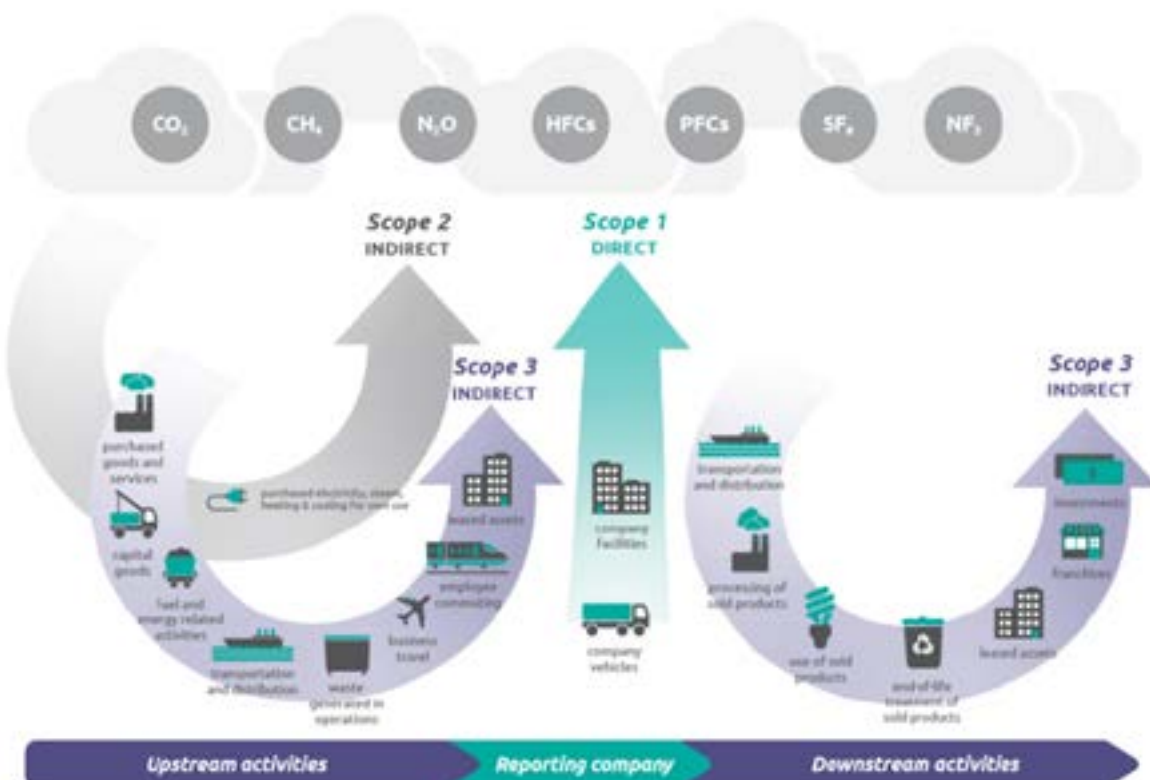 CO₂ CH₄ N₂O HFCs PFCs SF₆ NF₃
Scope 2
INDIRECT
Scope 1
DIRECT
Scope 3
INDIRECT
Scope 3
INDIRECT
purchased
goods and
services
capital
goods
fuel and
energy related
activities
transportation
and distribution
waste
generated in
operations
business
travel
employee
commuting
leased assets
purchased electricity, steam,
heating & cooling for own use
company
facilities
company
vehicles
transportation
and distribution
processing of
sold products
use of sold
products
end-of-life
treatment of
sold products
leased assets
franchises
investments
Upstream activities
Reporting company
Downstream activities